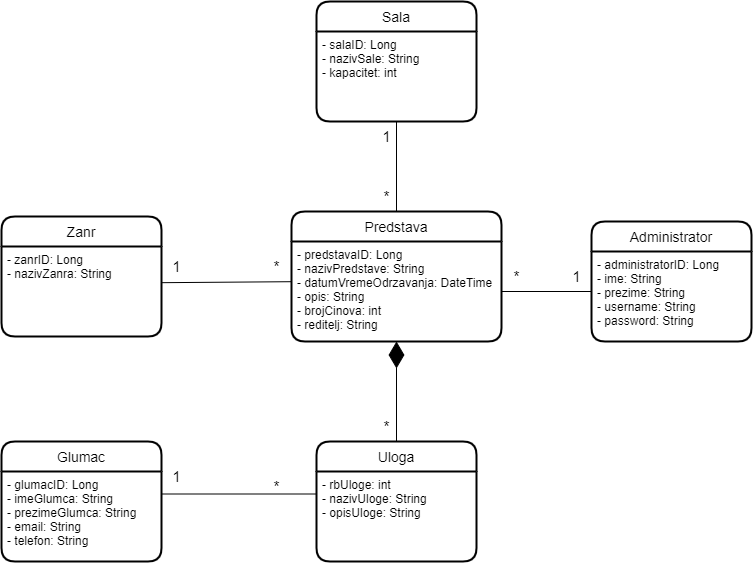 Sala
- salaID: Long
- nazivSale: String
- kapacitet: int
1
*
Zanr
- zanrID: Long
- nazivZanra: String
1
*
Predstava
- predstavaID: Long
- nazivPredstave: String
- datumVremeOdrzavanja: DateTime
- opis: String
- brojCinova: int
- reditelj: String
*
1
Administrator
- administratorID: Long
- ime: String
- prezime: String
- username: String
- password: String
*
Glumac
- glumacID: Long
- imeGlumca: String
- prezimeGlumca: String
- email: String
- telefon: String
1
*
Uloga
- rbUloge: int
- nazivUloge: String
- opisUloge: String